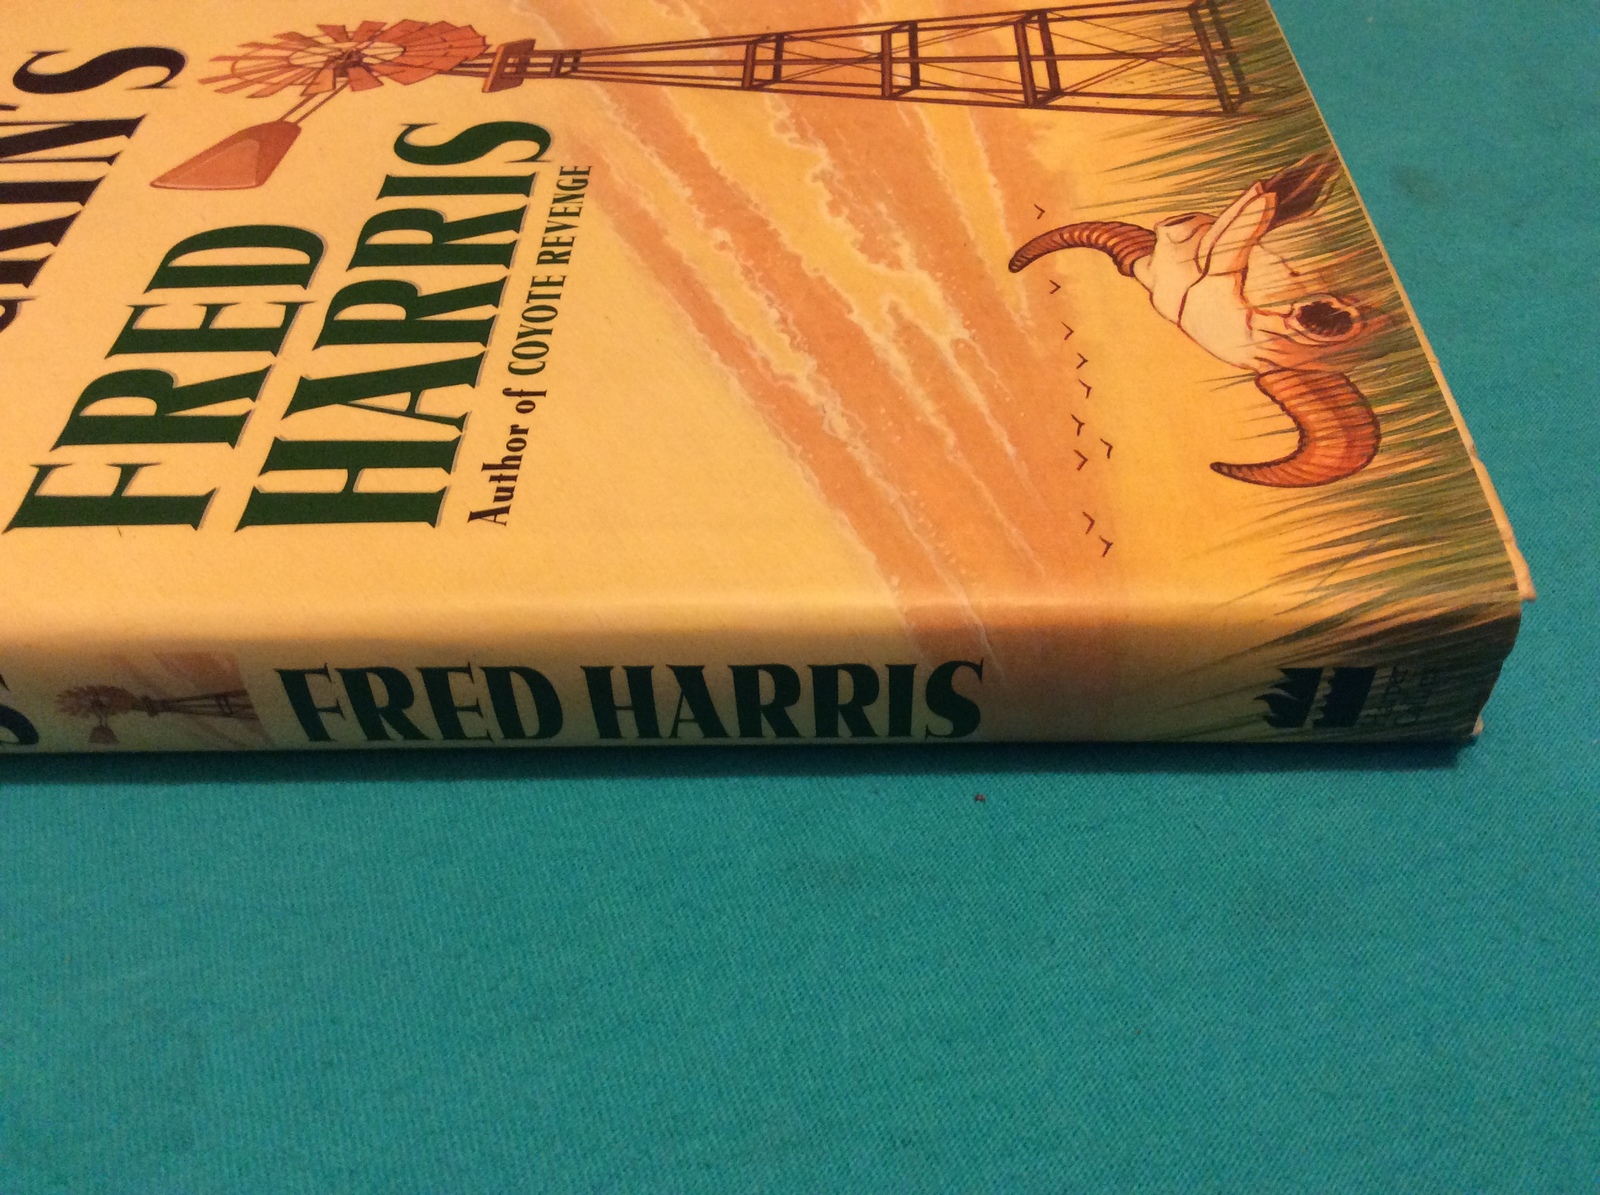 FRED
HARRIS
Author of COYOTE REVENGE
FRED HARRIS